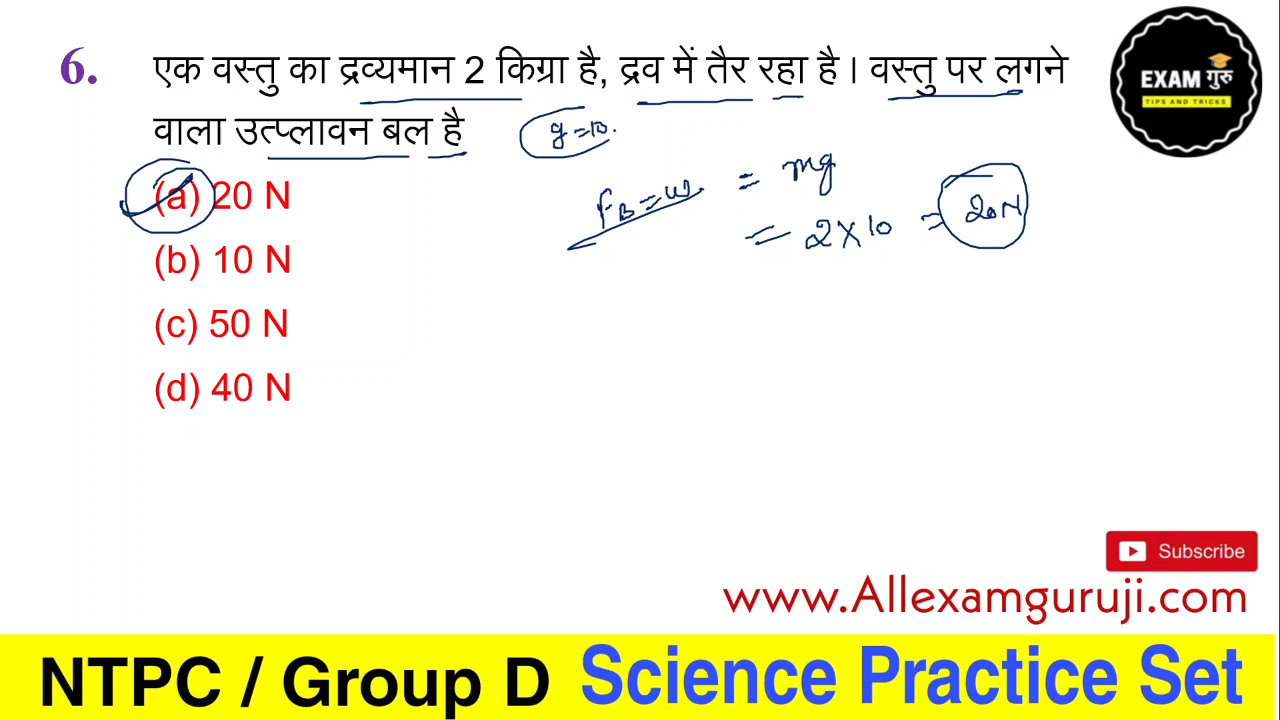 6. एक वस्तु का द्रव्यमान 2 किग्रा है, द्रव में तैर रहा है। वस्तु पर लगने
वाला उत्प्लावन बल है
g=10.
(a) 20 N
F_B = W = mg
= 2 × 10 = 20N
(b) 10 N
(c) 50 N
(d) 40 N
EXAM गुरु
TIPS AND TRICKS
Subscribe
www.Allexamguruji.com
NTPC / Group D Science Practice Set